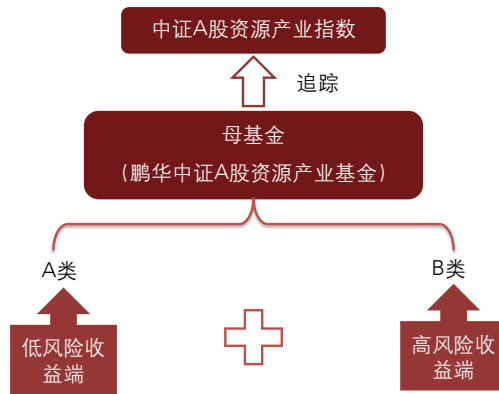 中证A股资源产业指数
追踪
母基金
（鹏华中证A股资源产业基金）
A类
B类
低风险收
益端
高风险收
益端